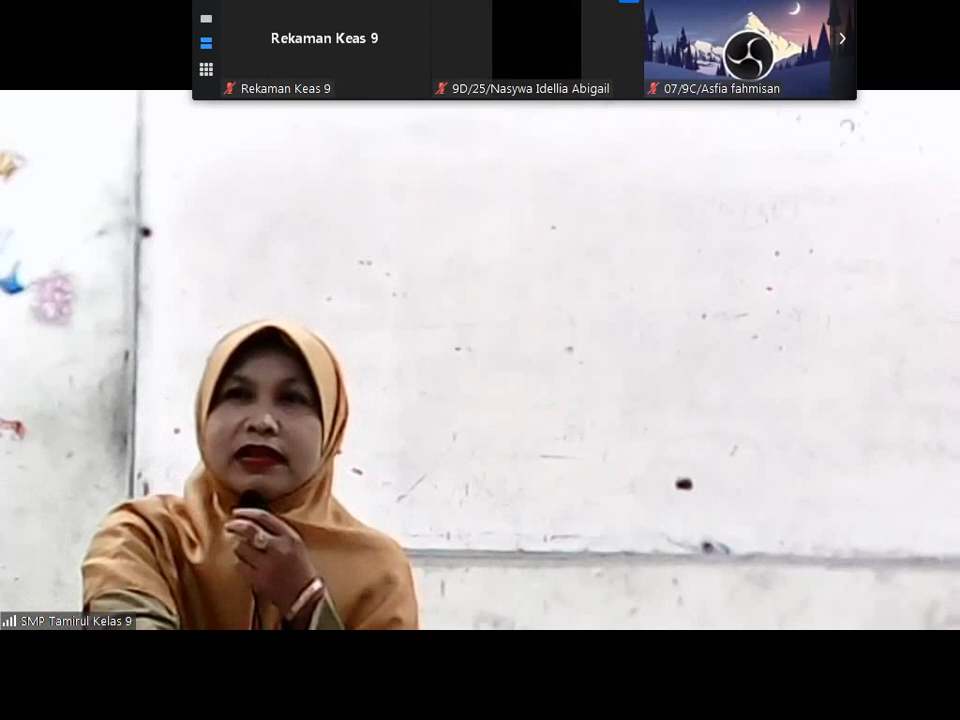 Rekaman Keas 9
Rekaman Keas 9
9D/25/Nasywa Idellia Abigail
07/9C/Asfia fahmisan
SMP Tamirul Kelas 9